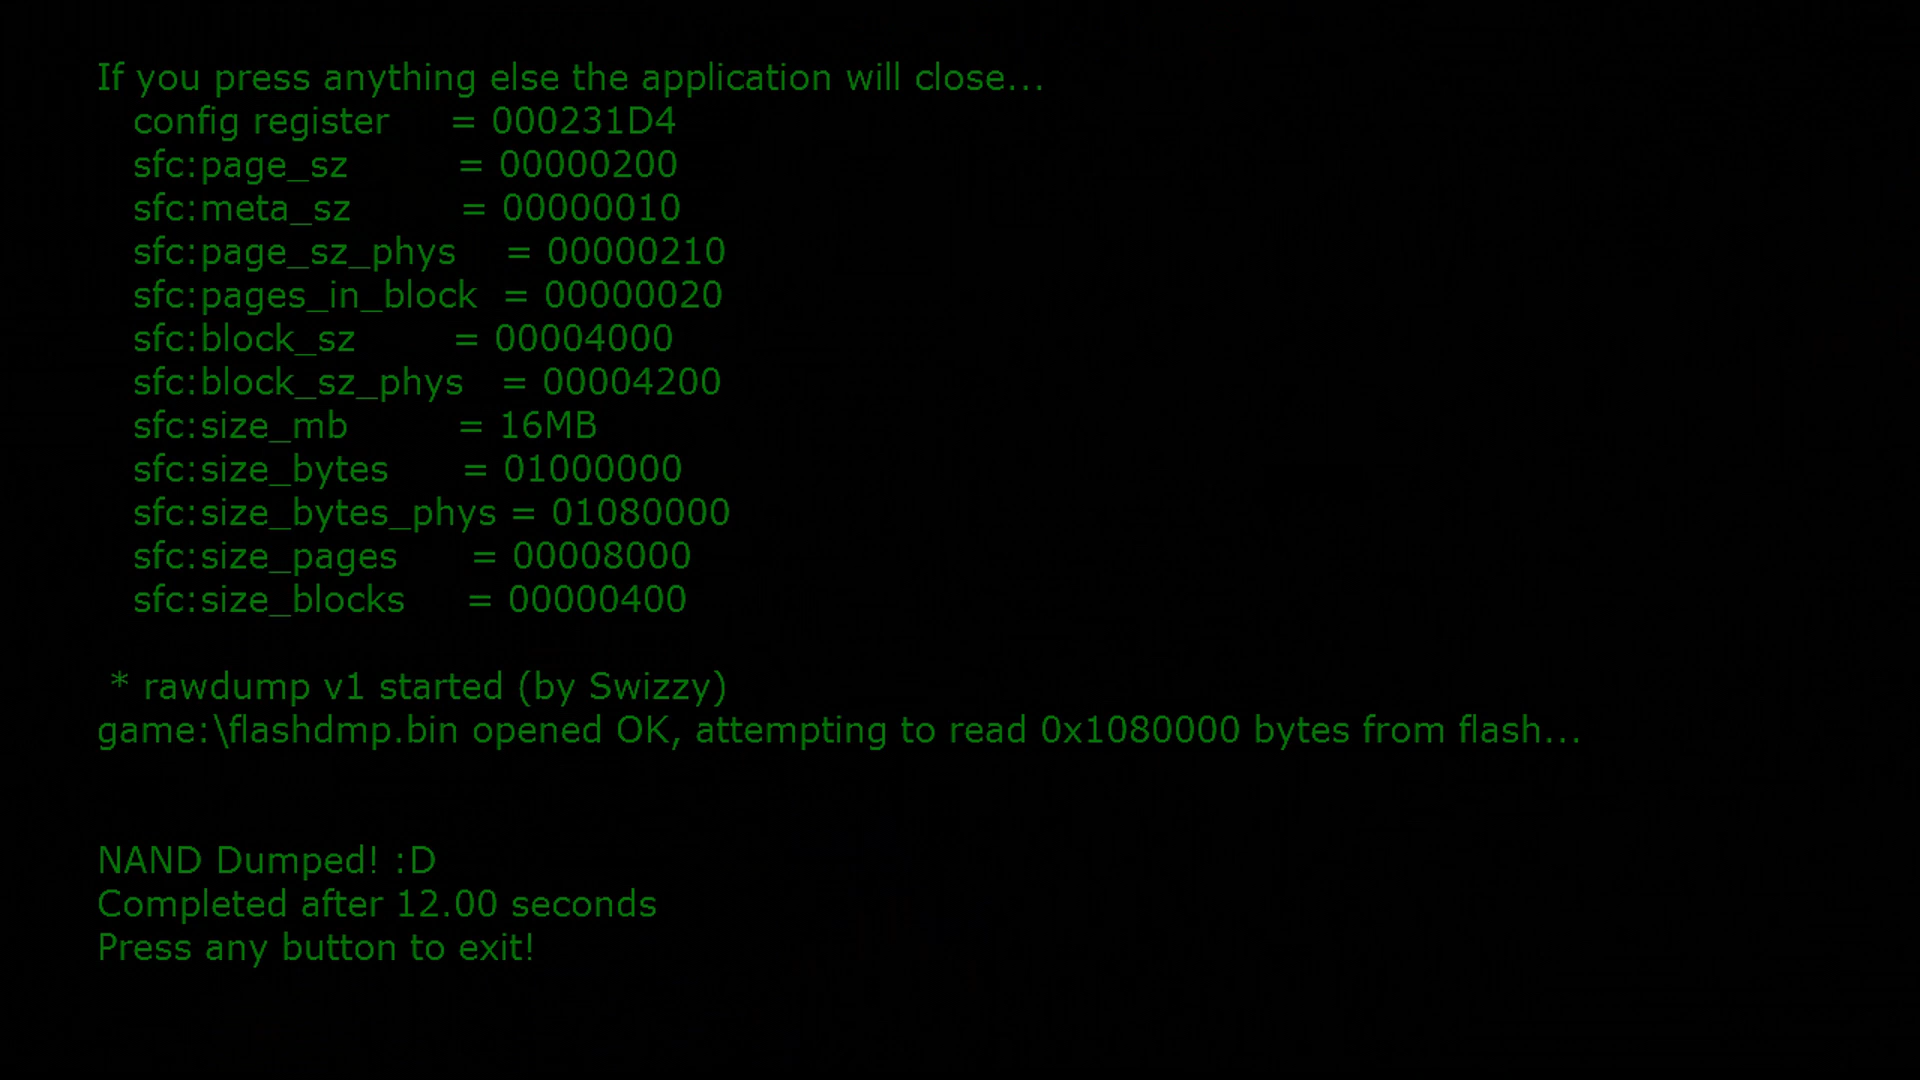 If you press anything else the application will close...
config register = 000231D4
sfc:page_sz = 00000200
sfc:meta_sz = 00000010
sfc:page_sz_phys = 00000210
sfc:pages_in_block = 00000020
sfc:block_sz = 00004000
sfc:block_sz_phys = 00004200
sfc:size_mb = 16MB
sfc:size_bytes = 01000000
sfc:size_bytes_phys = 01080000
sfc:size_pages = 00008000
sfc:size_blocks = 00000400
* rawdump v1 started (by Swizzy)
game:\flashdmp.bin opened OK, attempting to read 0x1080000 bytes from flash...
NAND Dumped! :D
Completed after 12.00 seconds
Press any button to exit!